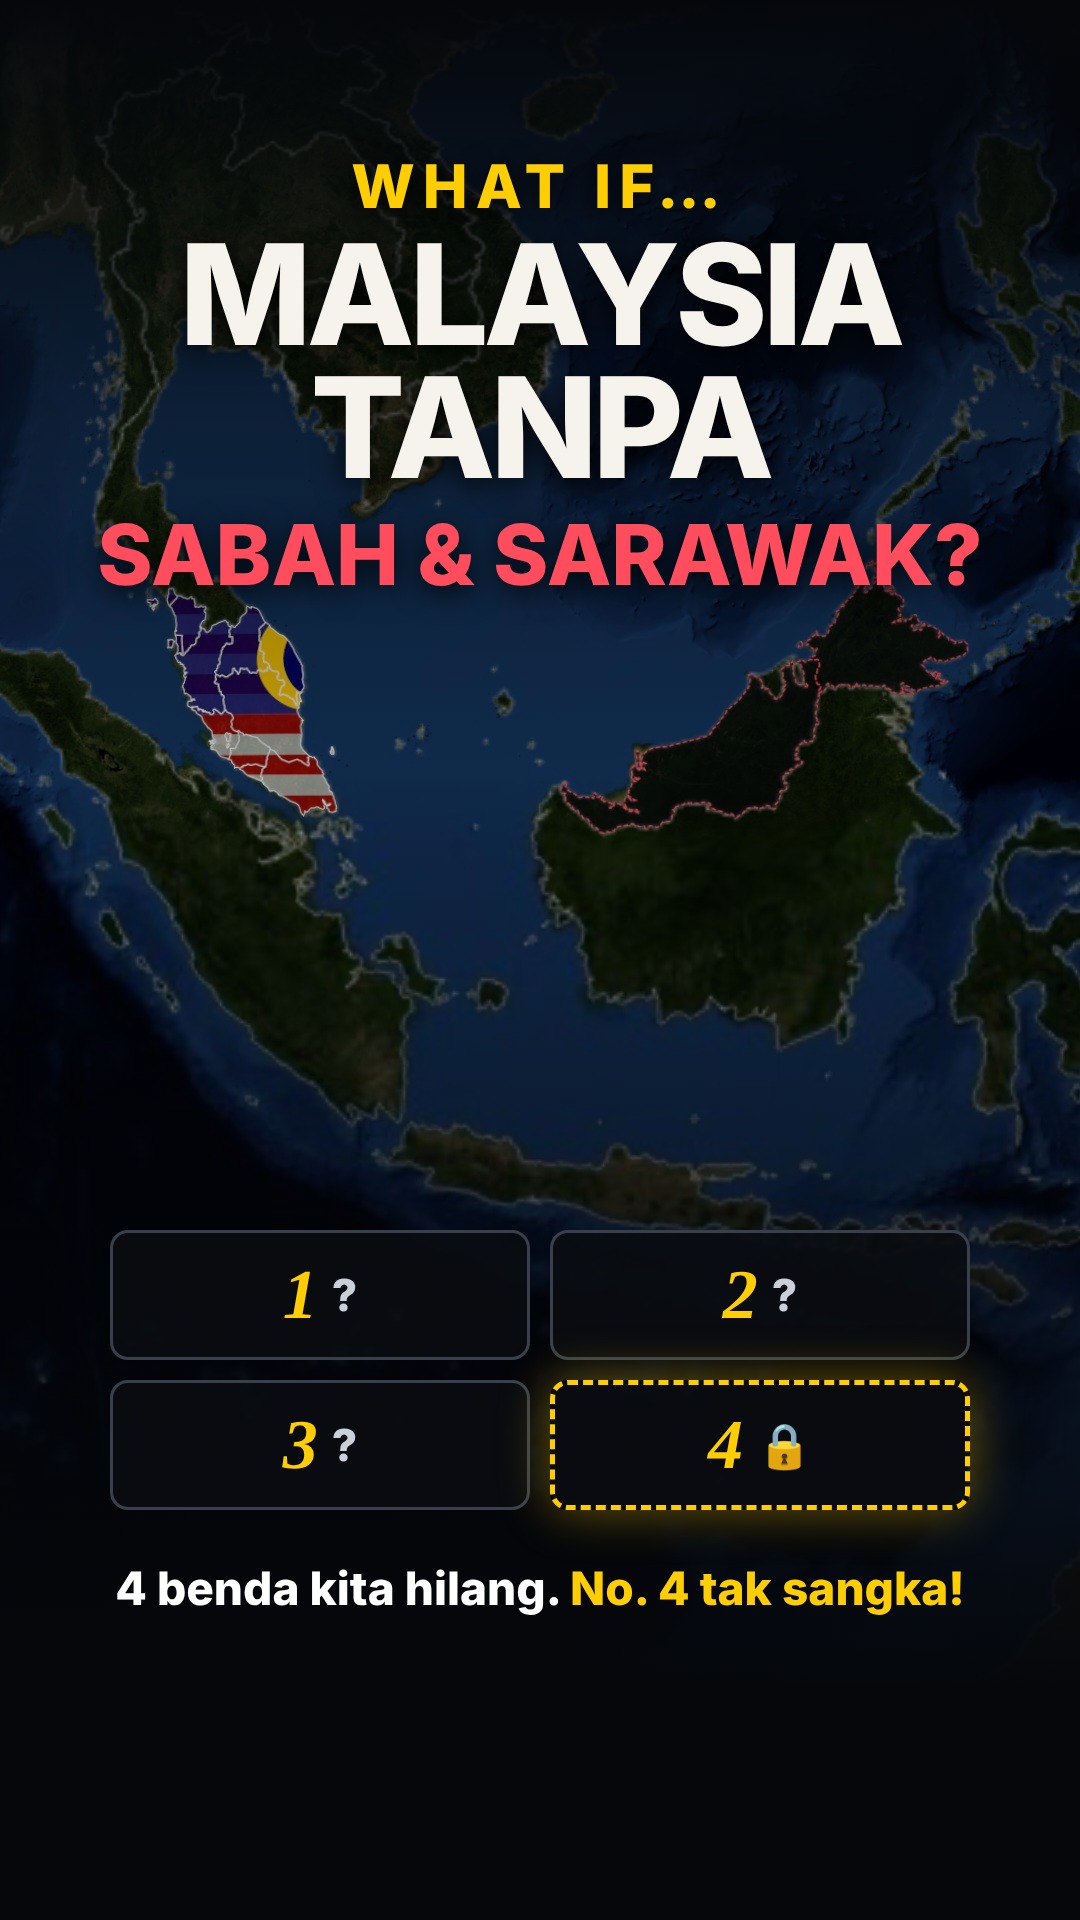 WHAT IF...
MALAYSIA
TANPA
SABAH & SARAWAK?
1 ?
2 ?
3 ?
4 🔒
4 benda kita hilang. No. 4 tak sangka!